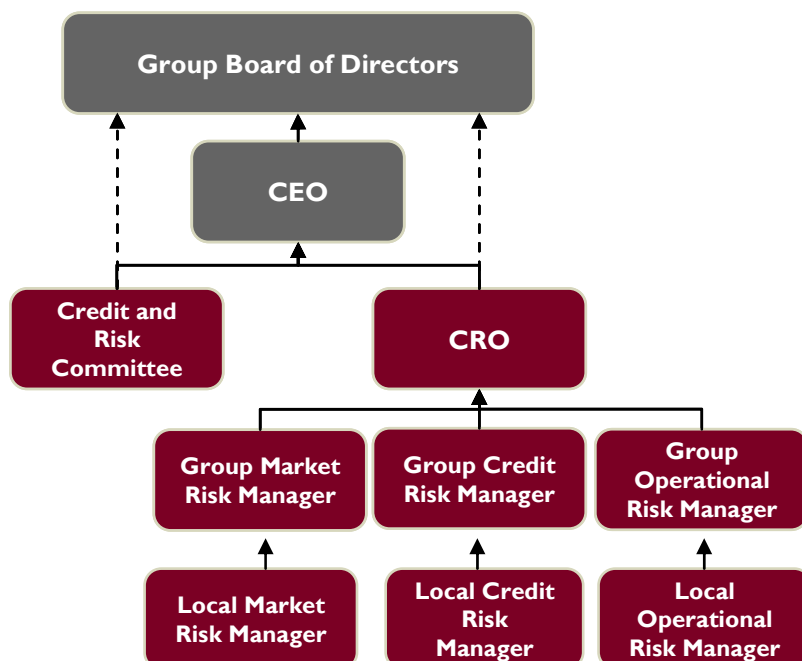 Group Board of Directors
CEO
Credit and
Risk
Committee
CRO
Group Market
Risk Manager
Group Credit
Risk Manager
Group
Operational
Risk Manager
Local Market
Risk Manager
Local Credit
Risk
Manager
Local
Operational
Risk Manager